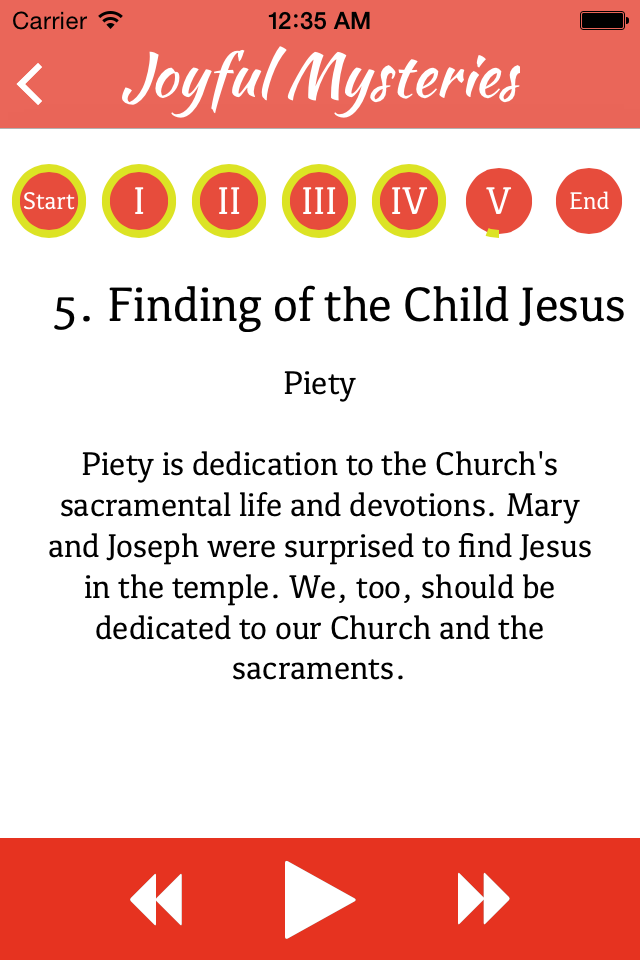 Carrier 12:35 AM
Joyful Mysteries
Start I II III IV V End
5. Finding of the Child Jesus
Piety
Piety is dedication to the Church's
sacramental life and devotions. Mary
and Joseph were surprised to find Jesus
in the temple. We, too, should be
dedicated to our Church and the
sacraments.